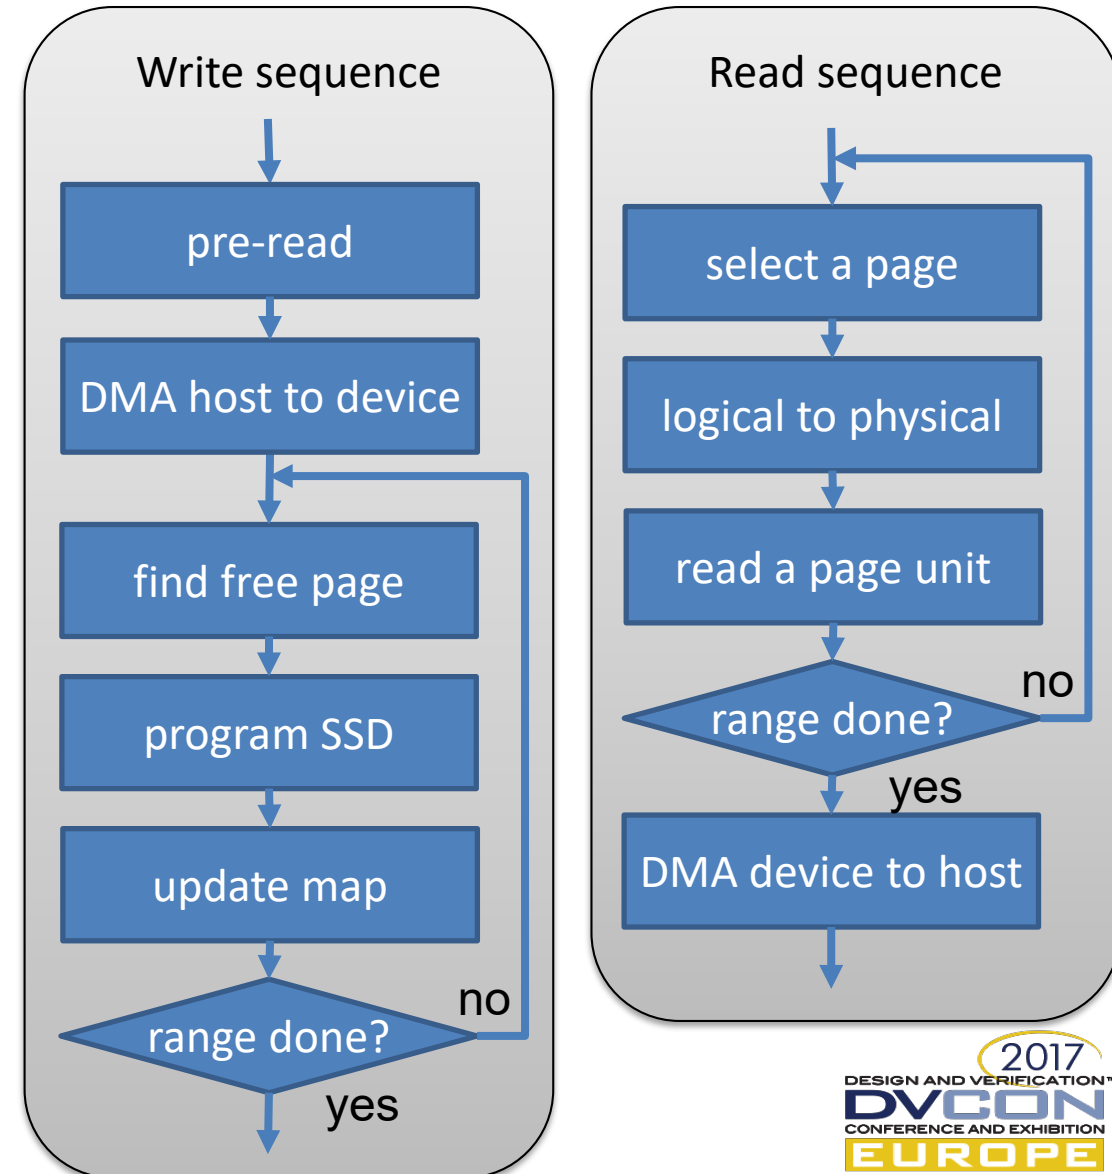 Write sequence
pre-read
DMA host to device
find free page
program SSD
update map
range done?
no
yes
Read sequence
select a page
logical to physical
read a page unit
range done?
no
yes
DMA device to host
2017
DESIGN AND VERIFICATION™
DVCON
CONFERENCE AND EXHIBITION
EUROPE